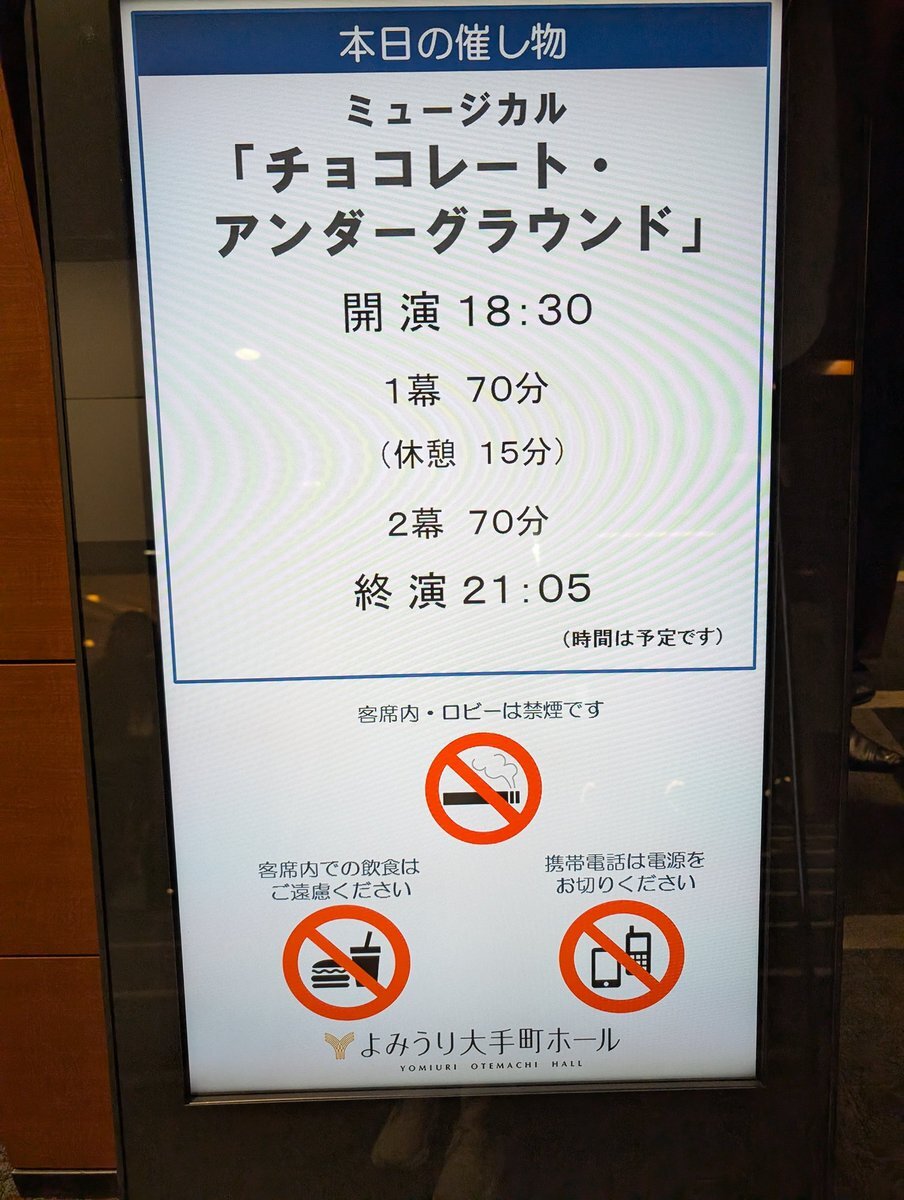 本日の催し物
ミュージカル
「チョコレート・
アンダーグラウンド」
開演 18:30
1幕 70分
(休憩 15分)
2幕 70分
終演 21:05
(時間は予定です)
客席内・ロビーは禁煙です
客席内での飲食は
ご遠慮ください
携帯電話は電源を
お切りください
よみうり大手町ホール
YOMIURI OTEMACHI HALL